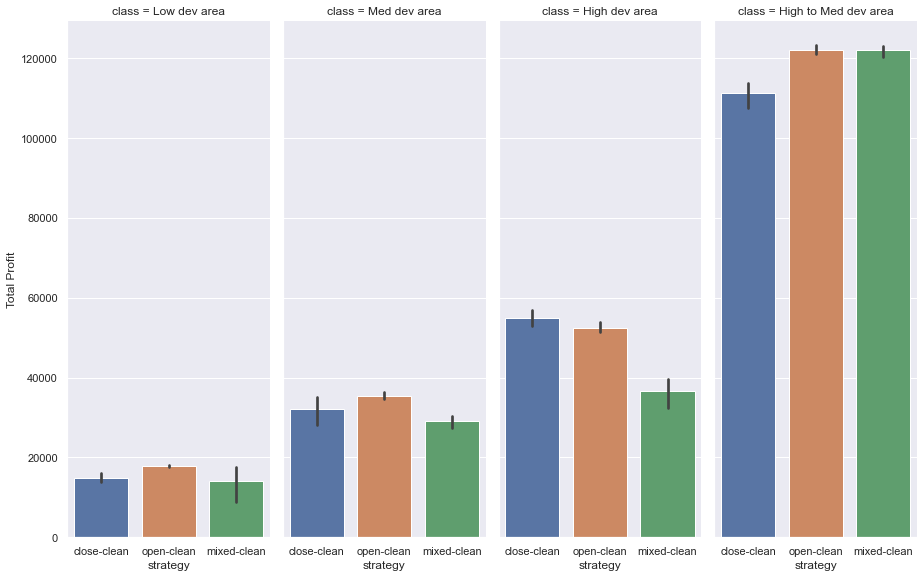 class = Low dev area
class = Med dev area
class = High dev area
class = High to Med dev area
Total Profit
120000
100000
80000
60000
40000
20000
0
close-clean open-clean mixed-clean
close-clean open-clean mixed-clean
close-clean open-clean mixed-clean
close-clean open-clean mixed-clean
strategy
strategy
strategy
strategy